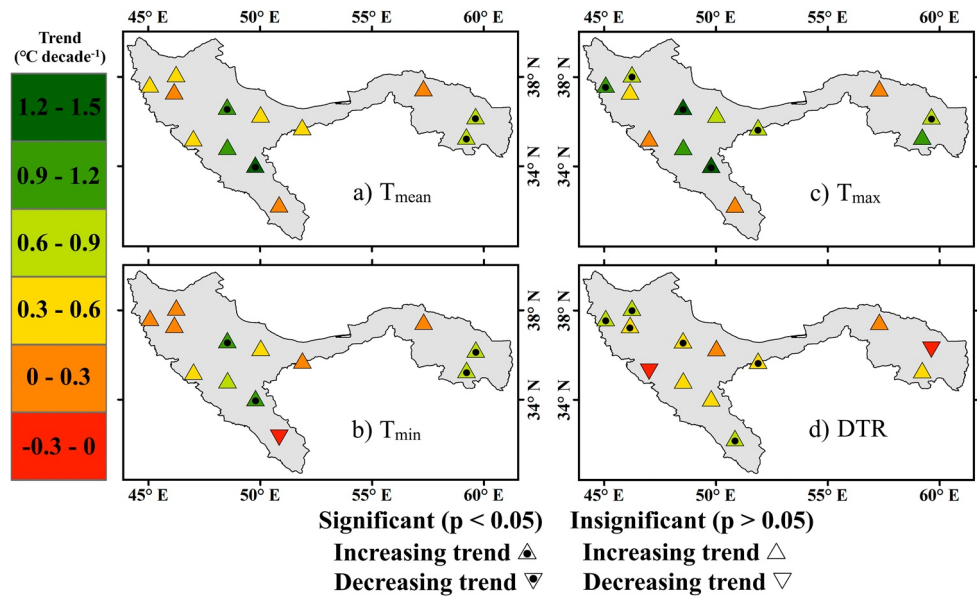 45° E 50° E 55° E 60° E 45° E 50° E 55° E 60° E
Trend
(°C decade⁻¹)
1.2 - 1.5
0.9 - 1.2
0.6 - 0.9
0.3 - 0.6
0 - 0.3
-0.3 - 0
38° N
34° N
a) Tmean
38° N
34° N
c) Tmax
38° N
34° N
b) Tmin
38° N
34° N
d) DTR
45° E 50° E 55° E 60° E 45° E 50° E 55° E 60° E
Significant (p < 0.05) Insignificant (p > 0.05)
Increasing trend Increasing trend
Decreasing trend Decreasing trend